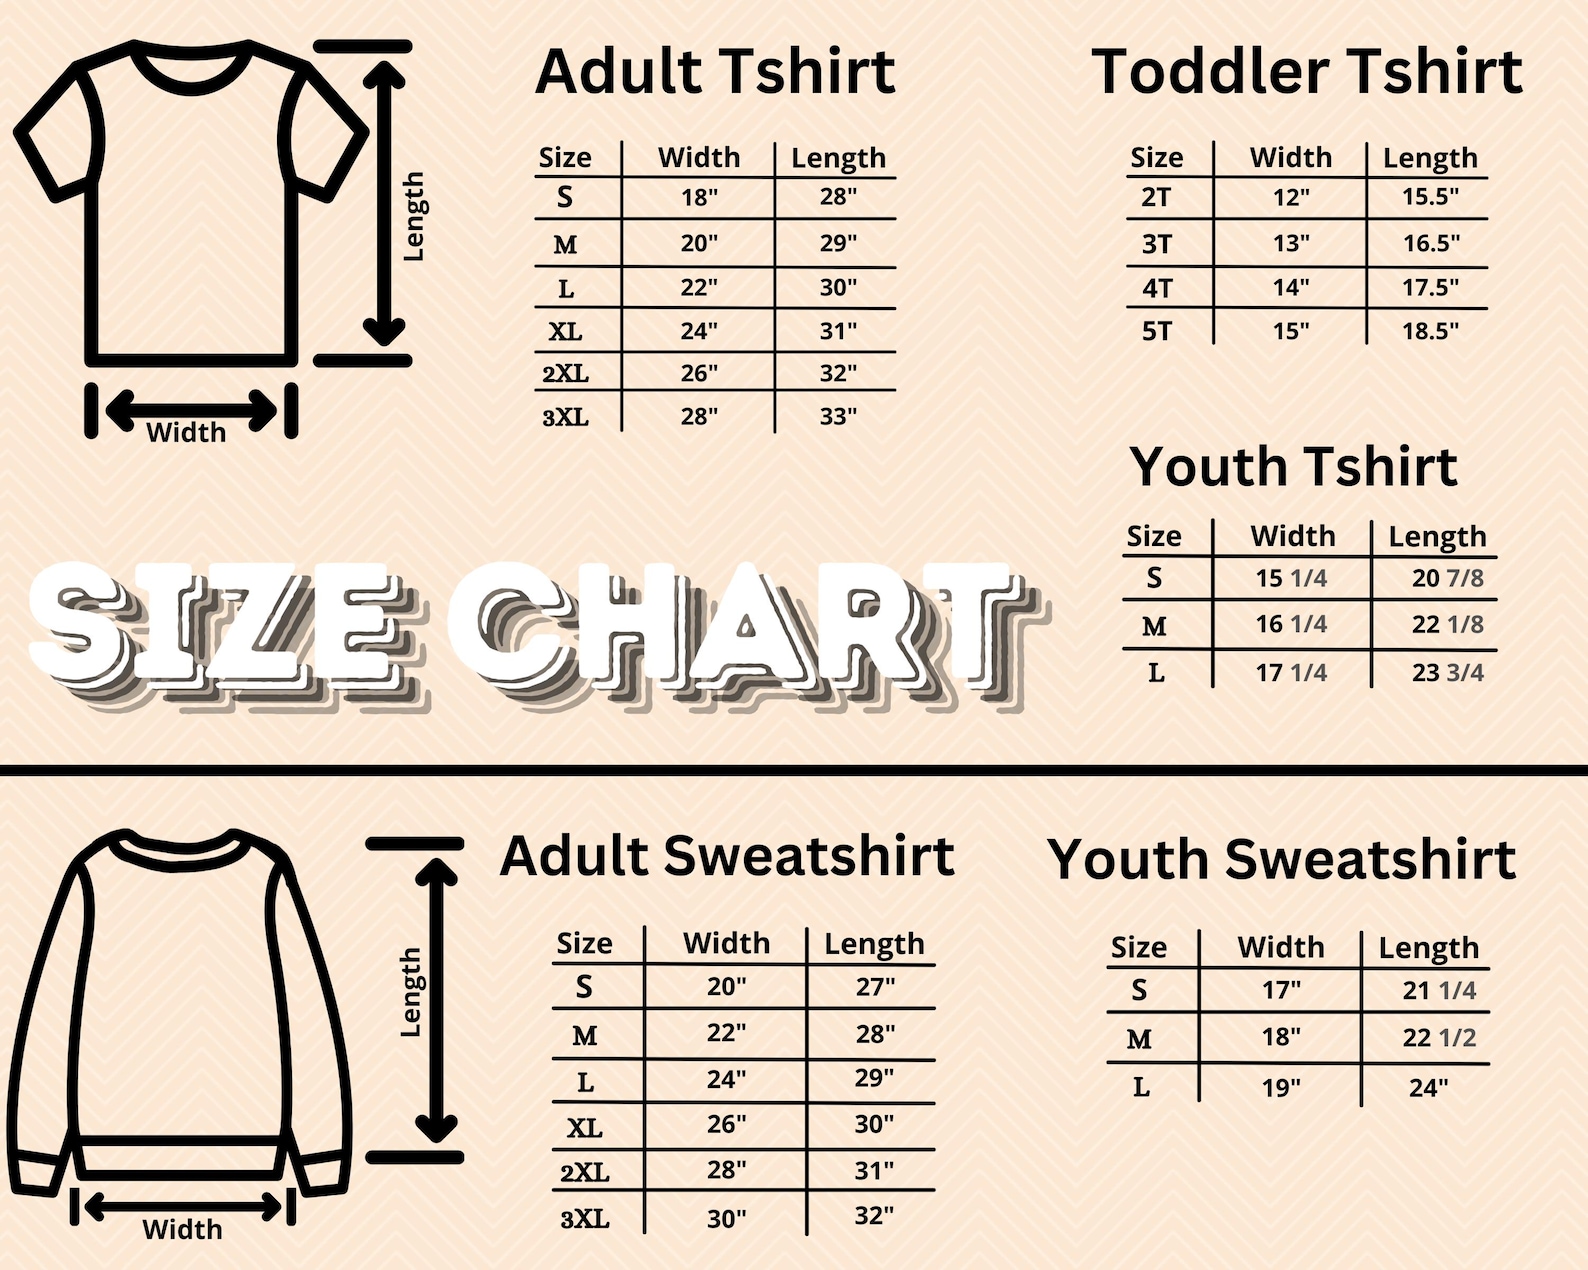 Adult Tshirt
Size Width Length
S 18" 28"
M 20" 29"
L 22" 30"
XL 24" 31"
2XL 26" 32"
3XL 28" 33"
Length
Width
Toddler Tshirt
Size Width Length
2T 12" 15.5"
3T 13" 16.5"
4T 14" 17.5"
5T 15" 18.5"
Youth Tshirt
Size Width Length
S 15 1/4 20 7/8
M 16 1/4 22 1/8
L 17 1/4 23 3/4
SIZE CHART
Adult Sweatshirt
Size Width Length
S 20" 27"
M 22" 28"
L 24" 29"
XL 26" 30"
2XL 28" 31"
3XL 30" 32"
Length
Width
Youth Sweatshirt
Size Width Length
S 17" 21 1/4
M 18" 22 1/2
L 19" 24"